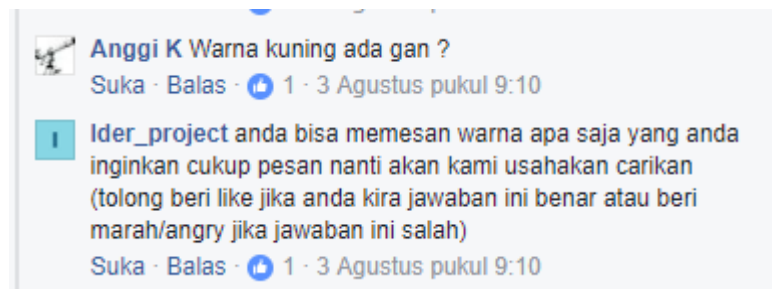 Anggi K Warna kuning ada gan ?
Suka · Balas · 1 · 3 Agustus pukul 9:10
I
Ider_project anda bisa memesan warna apa saja yang anda
inginkan cukup pesan nanti akan kami usahakan carikan
(tolong beri like jika anda kira jawaban ini benar atau beri
marah/angry jika jawaban ini salah)
Suka · Balas · 1 · 3 Agustus pukul 9:10